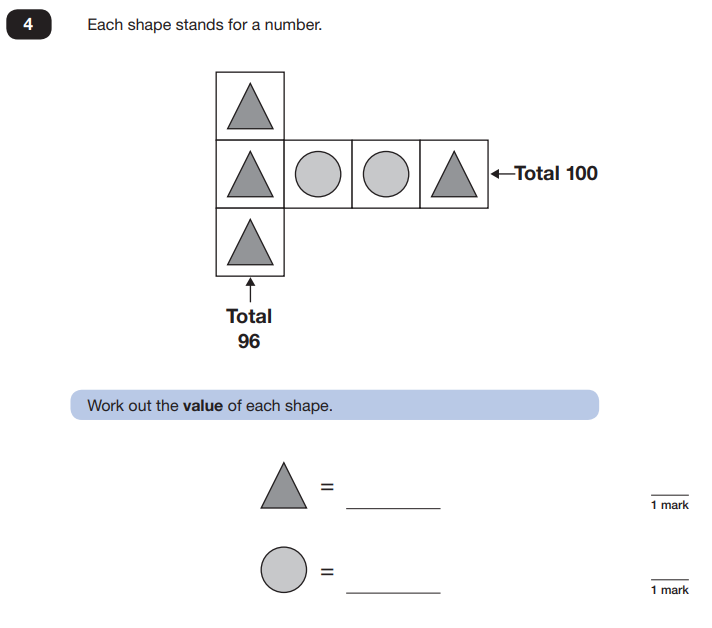 4
Each shape stands for a number.
Total 100
Total
96
Work out the value of each shape.
=
1 mark
=
1 mark